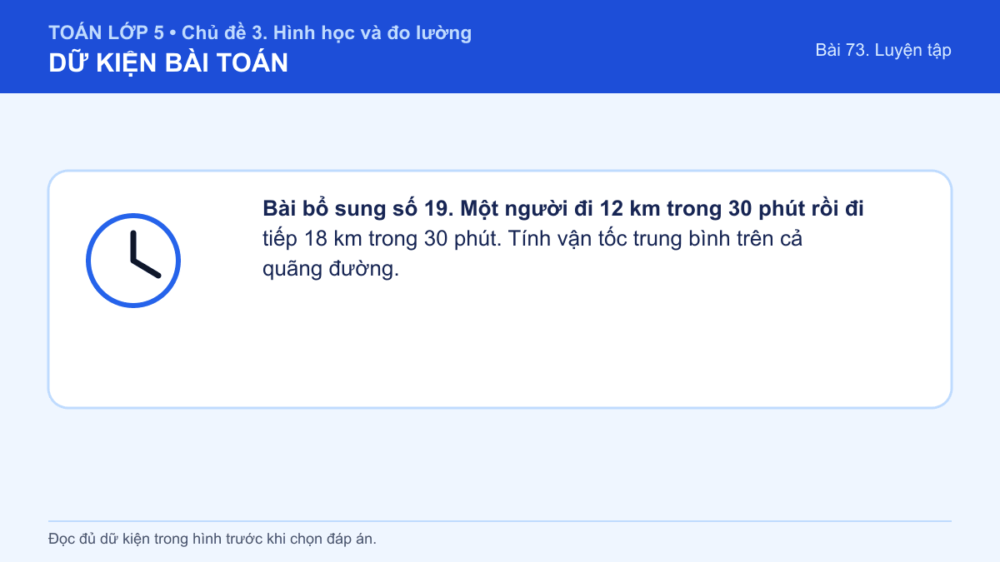 TOÁN LỚP 5 • Chủ đề 3. Hình học và đo lường
DỮ KIỆN BÀI TOÁN
Bài 73. Luyện tập
Bài bổ sung số 19. Một người đi 12 km trong 30 phút rồi đi
tiếp 18 km trong 30 phút. Tính vận tốc trung bình trên cả
quãng đường.
Đọc đủ dữ kiện trong hình trước khi chọn đáp án.